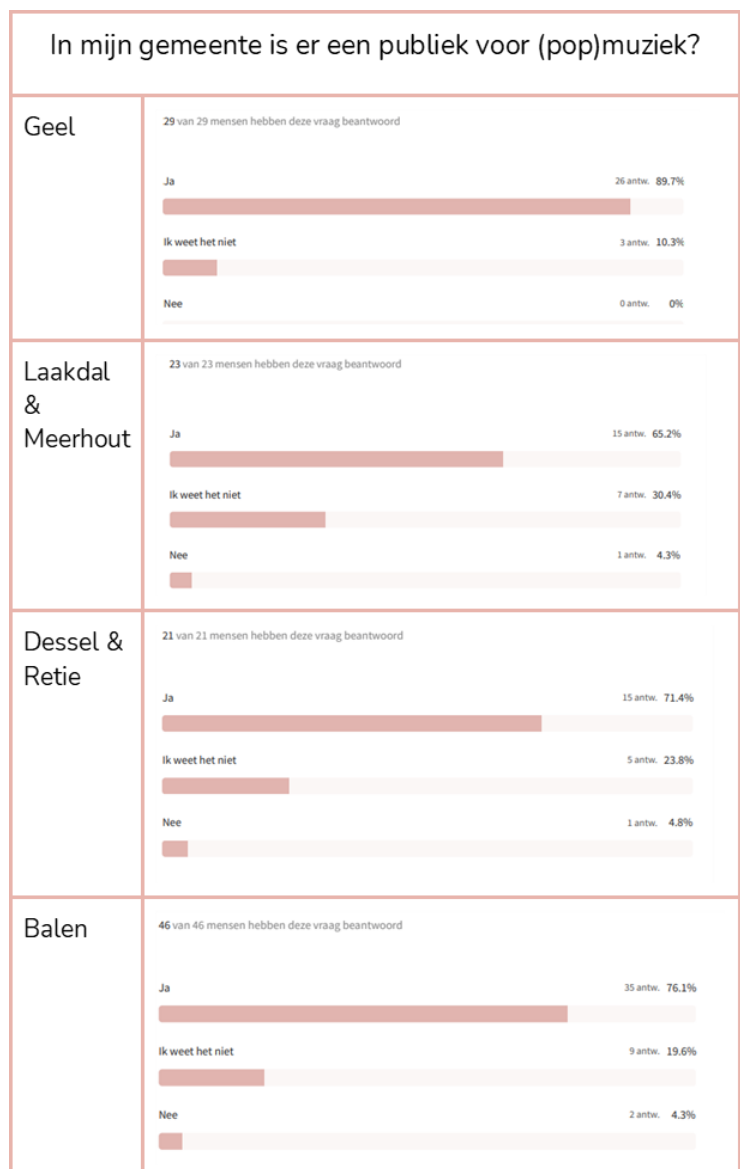 In mijn gemeente is er een publiek voor (pop)muziek?
Geel
29 van 29 mensen hebben deze vraag beantwoord
Ja 26 antw. 89.7%
Ik weet het niet 3 antw. 10.3%
Nee 0 antw. 0%
Laakdal
&
Meerhout
23 van 23 mensen hebben deze vraag beantwoord
Ja 15 antw. 65.2%
Ik weet het niet 7 antw. 30.4%
Nee 1 antw. 4.3%
Dessel &
Retie
21 van 21 mensen hebben deze vraag beantwoord
Ja 15 antw. 71.4%
Ik weet het niet 5 antw. 23.8%
Nee 1 antw. 4.8%
Balen
46 van 46 mensen hebben deze vraag beantwoord
Ja 35 antw. 76.1%
Ik weet het niet 9 antw. 19.6%
Nee 2 antw. 4.3%